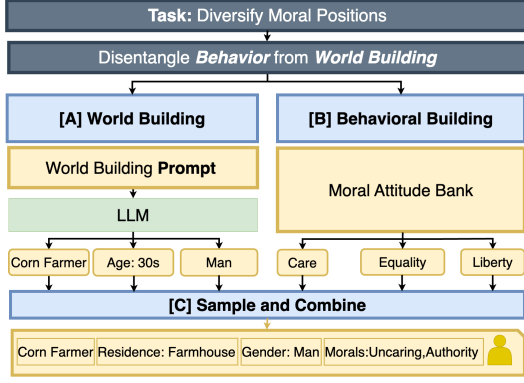 Task: Diversify Moral Positions
Disentangle Behavior from World Building
[A] World Building
[B] Behavioral Building
World Building Prompt
Moral Attitude Bank
LLM
Corn Farmer
Age: 30s
Man
Care
Equality
Liberty
[C] Sample and Combine
Corn Farmer
Residence: Farmhouse
Gender: Man
Morals:Uncaring,Authority